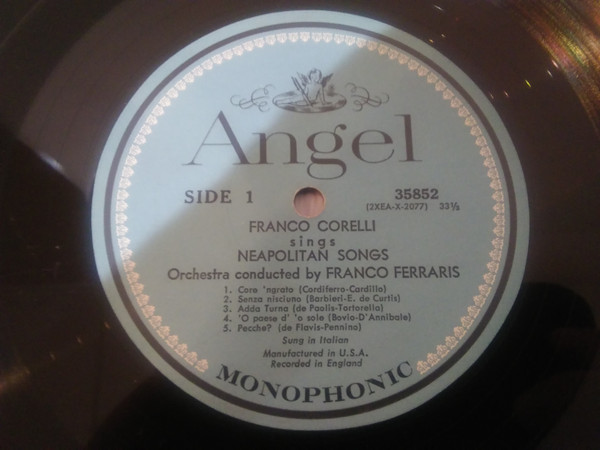 Angel
SIDE 1
35852
(2XEA-X-2077) 33⅓
FRANCO CORELLI
sings
NEAPOLITAN SONGS
Orchestra conducted by FRANCO FERRARIS
1. Core 'ngrato (Cordiferro-Cardillo)
2. Senza nisciuno (Barbieri-E. de Curtis)
3. Adda Turna (de Paolis-Tortorella)
4. 'O paese d' 'o sole (Bovio-D'Annibale)
5. Pecche? (de Flavis-Pennina)
Sung in Italian
Manufactured in U.S.A.
Recorded in England
MONOPHONIC